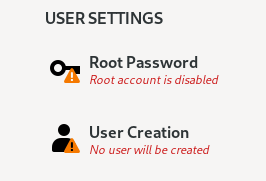 USER SETTINGS
Root Password
Root account is disabled
User Creation
No user will be created